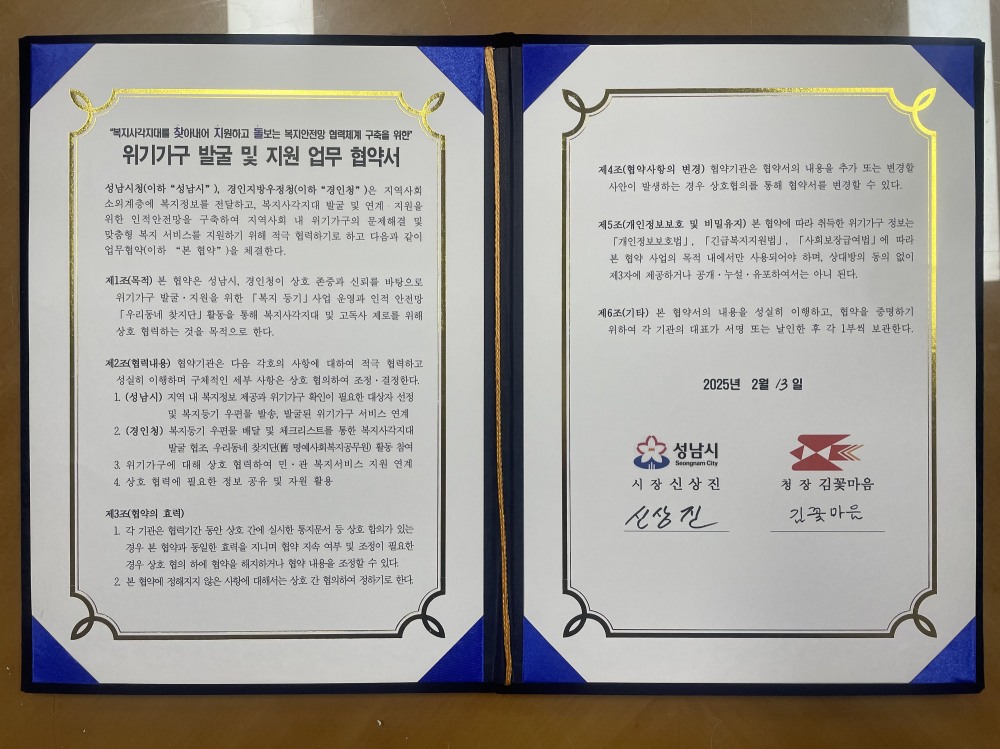 “복지사각지대를 찾아내어 지원하고 돌보는 복지안전망 협력체계 구축을 위한”
위기가구 발굴 및 지원 업무 협약서
성남시청(이하 “성남시”), 경인지방우정청(이하 “경인청”)은 지역사회
소외계층에 복지정보를 전달하고, 복지사각지대 발굴 및 연계·지원을
위한 인적안전망을 구축하여 지역사회 내 위기가구의 문제해결 및
맞춤형 복지 서비스를 지원하기 위해 적극 협력하기로 하고 다음과 같이
업무협약(이하 “본 협약”)을 체결한다.
제1조(목적) 본 협약은 성남시, 경인청이 상호 존중과 신뢰를 바탕으로
위기가구 발굴·지원을 위한 「복지 등기」사업 운영과 인적 안전망
「우리동네 찾지단」활동을 통해 복지사각지대 및 고독사 제로를 위해
상호 협력하는 것을 목적으로 한다.
제2조(협력내용) 협약기관은 다음 각호의 사항에 대하여 적극 협력하고
성실히 이행하며 구체적인 세부 사항은 상호 협의하여 조정·결정한다.
1. (성남시) 지역 내 복지정보 제공과 위기가구 확인이 필요한 대상자 선정
및 복지등기 우편물 발송, 발굴된 위기가구 서비스 연계
2. (경인청) 복지등기 우편물 배달 및 체크리스트를 통한 복지사각지대
발굴 협조, 우리동네 찾지단(舊 명예사회복지공무원) 활동 참여
3. 위기가구에 대해 상호 협력하여 민·관 복지서비스 지원 연계
4. 상호 협력에 필요한 정보 공유 및 자원 활용
제3조(협약의 효력)
1. 각 기관은 협력기간 동안 상호 간에 실시한 통지문서 등 상호 합의가 있는
경우 본 협약과 동일한 효력을 지니며 협약 지속 여부 및 조정이 필요한
경우 상호 협의 하에 협약을 해지하거나 협약 내용을 조정할 수 있다.
2. 본 협약에 정해지지 않은 사항에 대해서는 상호 간 협의하여 정하기로 한다.
제4조(협약사항의 변경) 협약기관은 협약서의 내용을 추가 또는 변경할
사안이 발생하는 경우 상호협의를 통해 협약서를 변경할 수 있다.
제5조(개인정보보호 및 비밀유지) 본 협약에 따라 취득한 위기가구 정보는
「개인정보보호법」, 「긴급복지지원법」, 「사회보장급여법」에 따라
본 협약 사업의 목적 내에서만 사용되어야 하며, 상대방의 동의 없이
제3자에 제공하거나 공개·누설·유포하여서는 아니 된다.
제6조(기타) 본 협약서의 내용을 성실히 이행하고, 협약을 증명하기
위하여 각 기관의 대표가 서명 또는 날인한 후 각 1부씩 보관한다.
2025년 2월 13일
성남시
Seongnam City
시 장 신 상 진
신상진
청 장 김꽃마음
김꽃마음